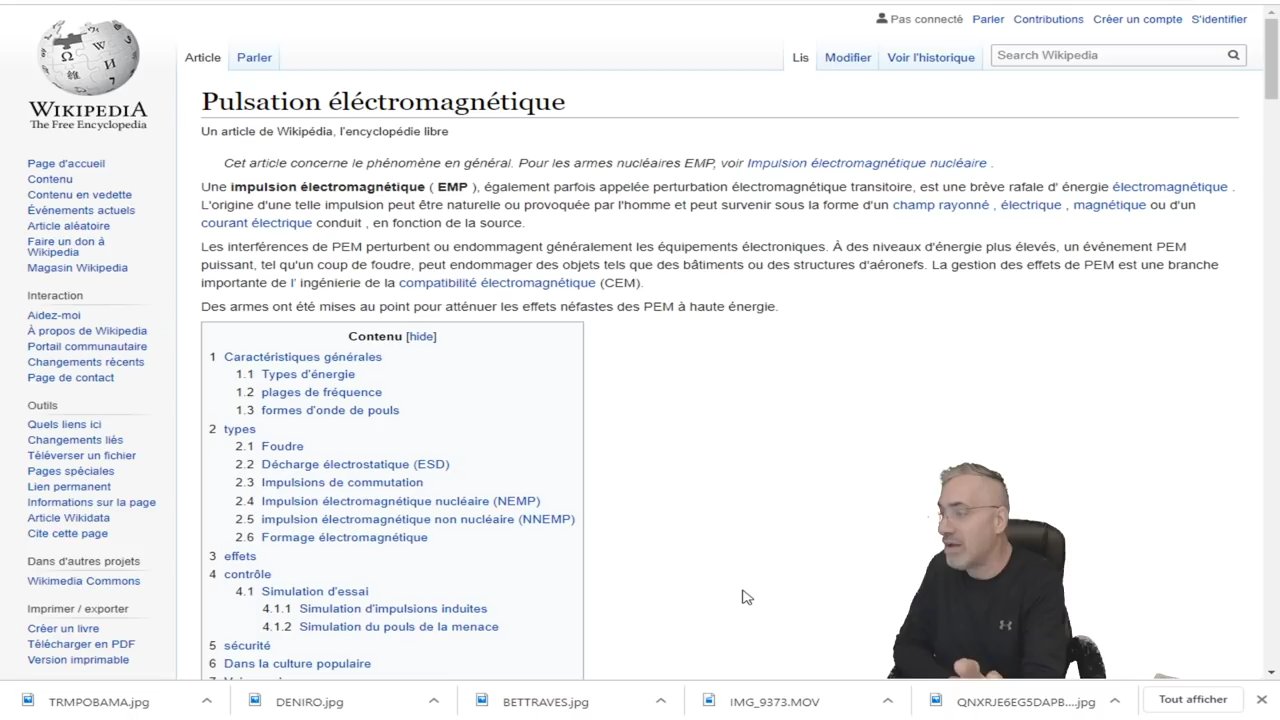 Pas connecté Parler Contributions Créer un compte S'identifier
Article Parler Lis Modifier Voir l'historique Search Wikipedia
WIKIPEDIA
The Free Encyclopedia
Page d'accueil
Contenu
Contenu en vedette
Événements actuels
Article aléatoire
Faire un don à
Wikipedia
Magasin Wikipedia
Interaction
Aidez-moi
À propos de Wikipedia
Portail communautaire
Changements récents
Page de contact
Outils
Quels liens ici
Changements liés
Téléverser un fichier
Pages spéciales
Lien permanent
Informations sur la page
Article Wikidata
Cite cette page
Dans d'autres projets
Wikimedia Commons
Imprimer / exporter
Créer un livre
Télécharger en PDF
Version imprimable
Pulsation éléctromagnétique
Un article de Wikipédia, l'encyclopédie libre
Cet article concerne le phénomène en général. Pour les armes nucléaires EMP, voir Impulsion électromagnétique nucléaire .
Une impulsion électromagnétique ( EMP ), également parfois appelée perturbation électromagnétique transitoire, est une brève rafale d' énergie électromagnétique .
L'origine d'une telle impulsion peut être naturelle ou provoquée par l'homme et peut survenir sous la forme d'un champ rayonné , électrique , magnétique ou d'un
courant électrique conduit , en fonction de la source.
Les interférences de PEM perturbent ou endommagent généralement les équipements électroniques. À des niveaux d'énergie plus élevés, un événement PEM
puissant, tel qu'un coup de foudre, peut endommager des objets tels que des bâtiments ou des structures d'aéronefs. La gestion des effets de PEM est une branche
importante de l' ingénierie de la compatibilité électromagnétique (CEM).
Des armes ont été mises au point pour atténuer les effets néfastes des PEM à haute énergie.
Contenu [hide]
1 Caractéristiques générales
1.1 Types d'énergie
1.2 plages de fréquence
1.3 formes d'onde de pouls
2 types
2.1 Foudre
2.2 Décharge électrostatique (ESD)
2.3 Impulsions de commutation
2.4 Impulsion électromagnétique nucléaire (NEMP)
2.5 impulsion électromagnétique non nucléaire (NNEMP)
2.6 Formage électromagnétique
3 effets
4 contrôle
4.1 Simulation d'essai
4.1.1 Simulation d'impulsions induites
4.1.2 Simulation du pouls de la menace
5 sécurité
6 Dans la culture populaire
TRMPOBAMA.jpg DENIRO.jpg BETTRAVES.jpg IMG_9373.MOV QNXRJE6EG5DAPB....jpg Tout afficher